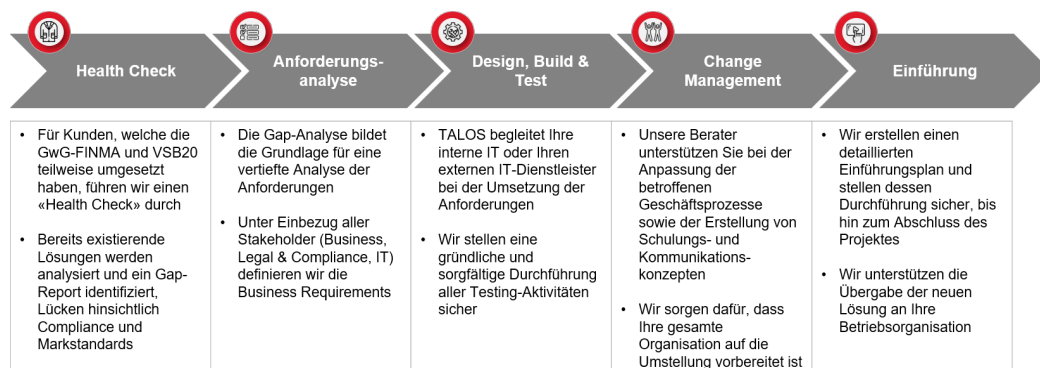 Health Check
Anforderungs-
analyse
Design, Build &
Test
Change
Management
Einführung
• Für Kunden, welche die
GwG-FINMA und VSB20
teilweise umgesetzt
haben, führen wir einen
«Health Check» durch
• Bereits existierende
Lösungen werden
analysiert und ein Gap-
Report identifiziert,
Lücken hinsichtlich
Compliance und
Markstandards
• Die Gap-Analyse bildet
die Grundlage für eine
vertiefte Analyse der
Anforderungen
• Unter Einbezug aller
Stakeholder (Business,
Legal & Compliance, IT)
definieren wir die
Business Requirements
• TALOS begleitet Ihre
interne IT oder Ihren
externen IT-Dienstleister
bei der Umsetzung der
Anforderungen
• Wir stellen eine
gründliche und
sorgfältige Durchführung
aller Testing-Aktivitäten
sicher
• Unsere Berater
unterstützen Sie bei der
Anpassung der
betroffenen
Geschäftsprozesse
sowie der Erstellung von
Schulungs- und
Kommunikations-
konzepten
• Wir sorgen dafür, dass
Ihre gesamte
Organisation auf die
Umstellung vorbereitet ist
• Wir erstellen einen
detaillierten
Einführungsplan und
stellen dessen
Durchführung sicher, bis
hin zum Abschluss des
Projektes
• Wir unterstützen die
Übergabe der neuen
Lösung an Ihre
Betriebsorganisation